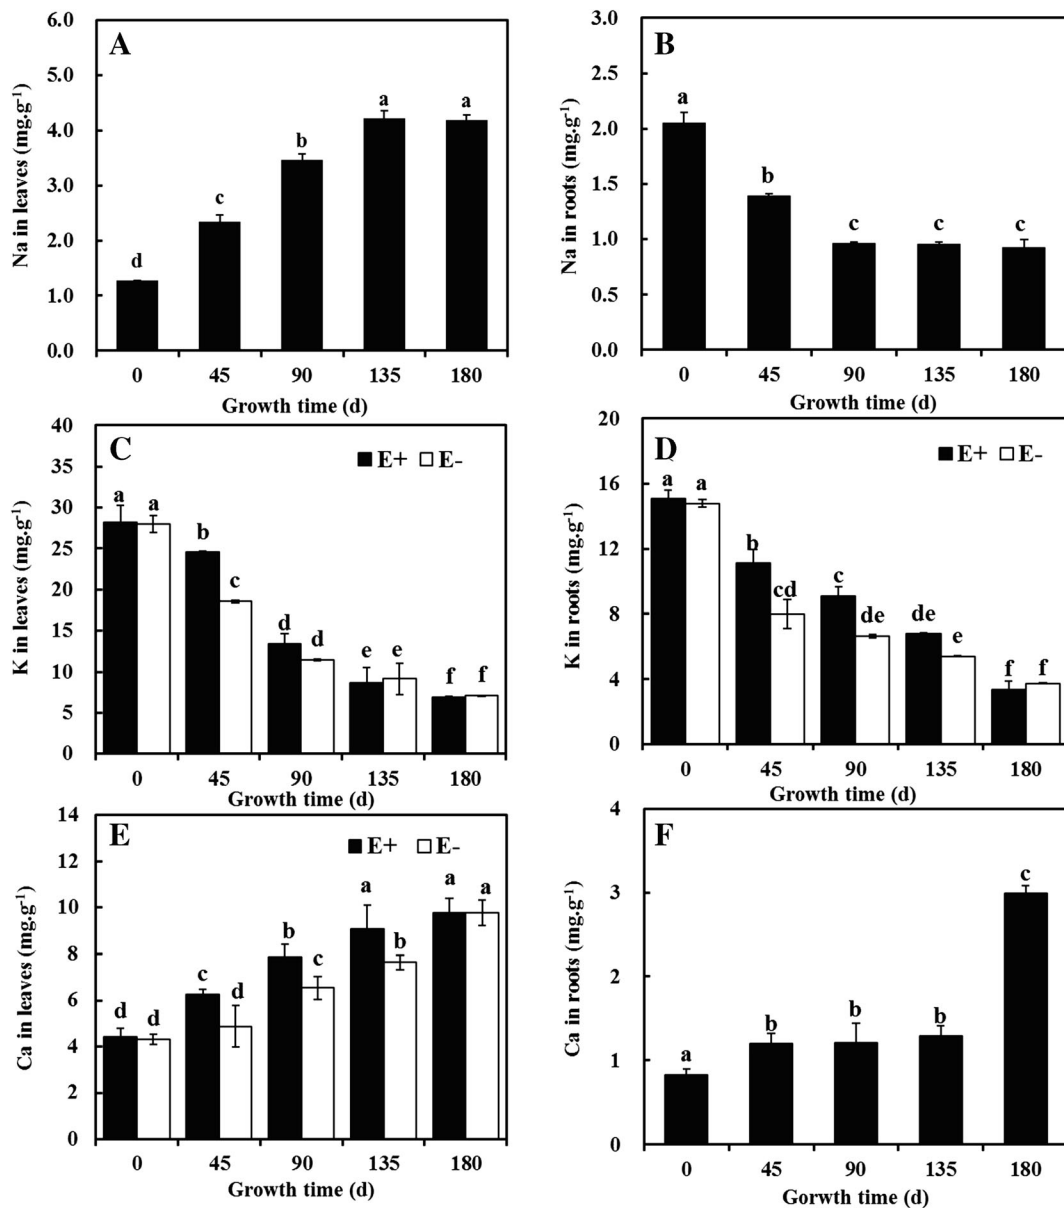 A
Na in leaves (mg.g-1)
6.0
5.0
4.0
3.0
2.0
1.0
0.0
d
c
b
a
a
0 45 90 135 180
Growth time (d)
B
Na in roots (mg.g-1)
3.0
2.5
2.0
1.5
1.0
0.5
0.0
a
b
c
c
c
0 45 90 135 180
Growth time (d)
C
E+ E-
K in leaves (mg.g-1)
40
35
30
25
20
15
10
5
0
a a
b c
d d
e e
f f
0 45 90 135 180
Growth time (d)
D
E+ E-
K in roots (mg.g-1)
20
16
12
8
4
0
a a
b cd
c de
de e
f f
0 45 90 135 180
Growth time (d)
E
E+ E-
Ca in leaves (mg.g-1)
14
12
10
8
6
4
2
0
d d
c d
b c
a b
a a
0 45 90 135 180
Growth time (d)
F
Ca in roots (mg.g-1)
4
3
2
1
0
a
b
b
b
c
0 45 90 135 180
Gorwth time (d)